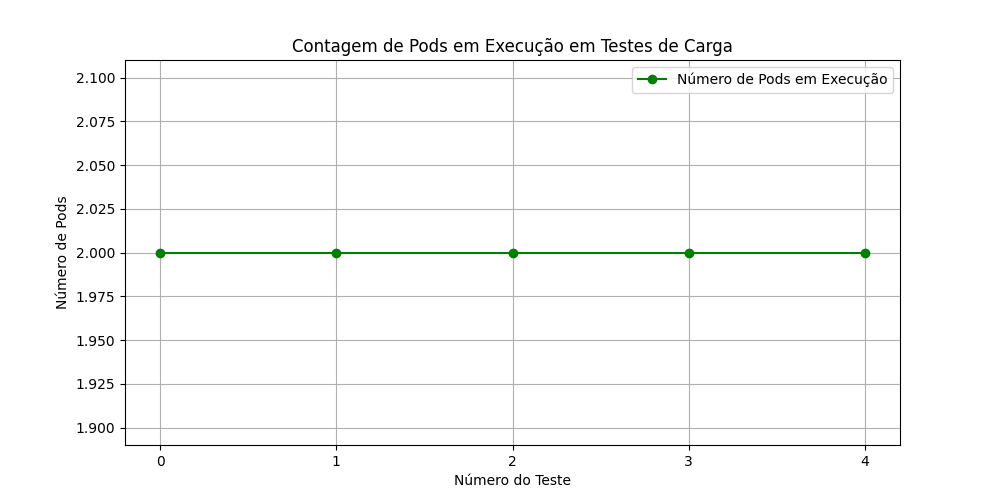 Contagem de Pods em Execução em Testes de Carga
Número de Pods em Execução
Número de Pods
2.100
2.075
2.050
2.025
2.000
1.975
1.950
1.925
1.900
0 1 2 3 4
Número do Teste